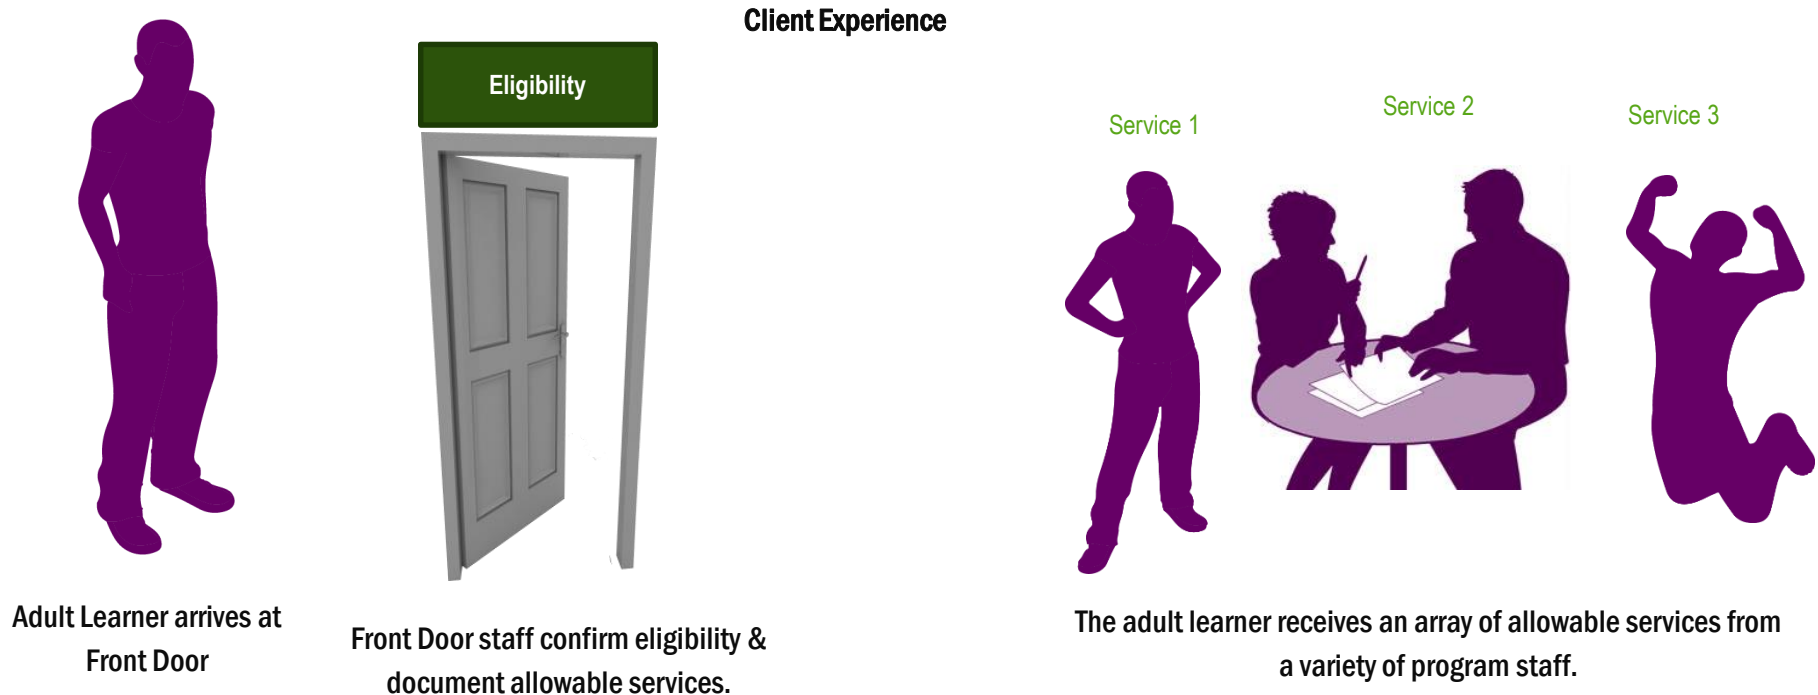 Client Experience
Eligibility
Service 1
Service 2
Service 3
Adult Learner arrives at
Front Door
Front Door staff confirm eligibility &
document allowable services.
The adult learner receives an array of allowable services from
a variety of program staff.